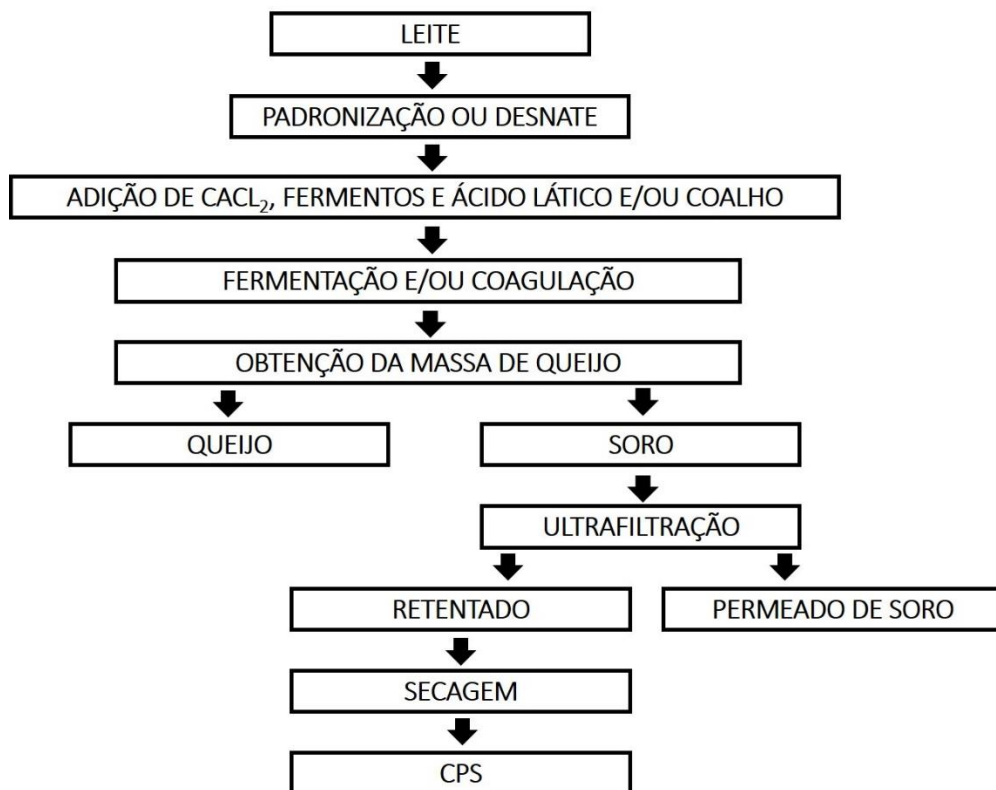 LEITE
PADRONIZAÇÃO OU DESNATE
ADIÇÃO DE CACL₂, FERMENTOS E ÁCIDO LÁTICO E/OU COALHO
FERMENTAÇÃO E/OU COAGULAÇÃO
OBTENÇÃO DA MASSA DE QUEIJO
QUEIJO
SORO
ULTRAFILTRAÇÃO
RETENTADO
PERMEADO DE SORO
SECAGEM
CPS